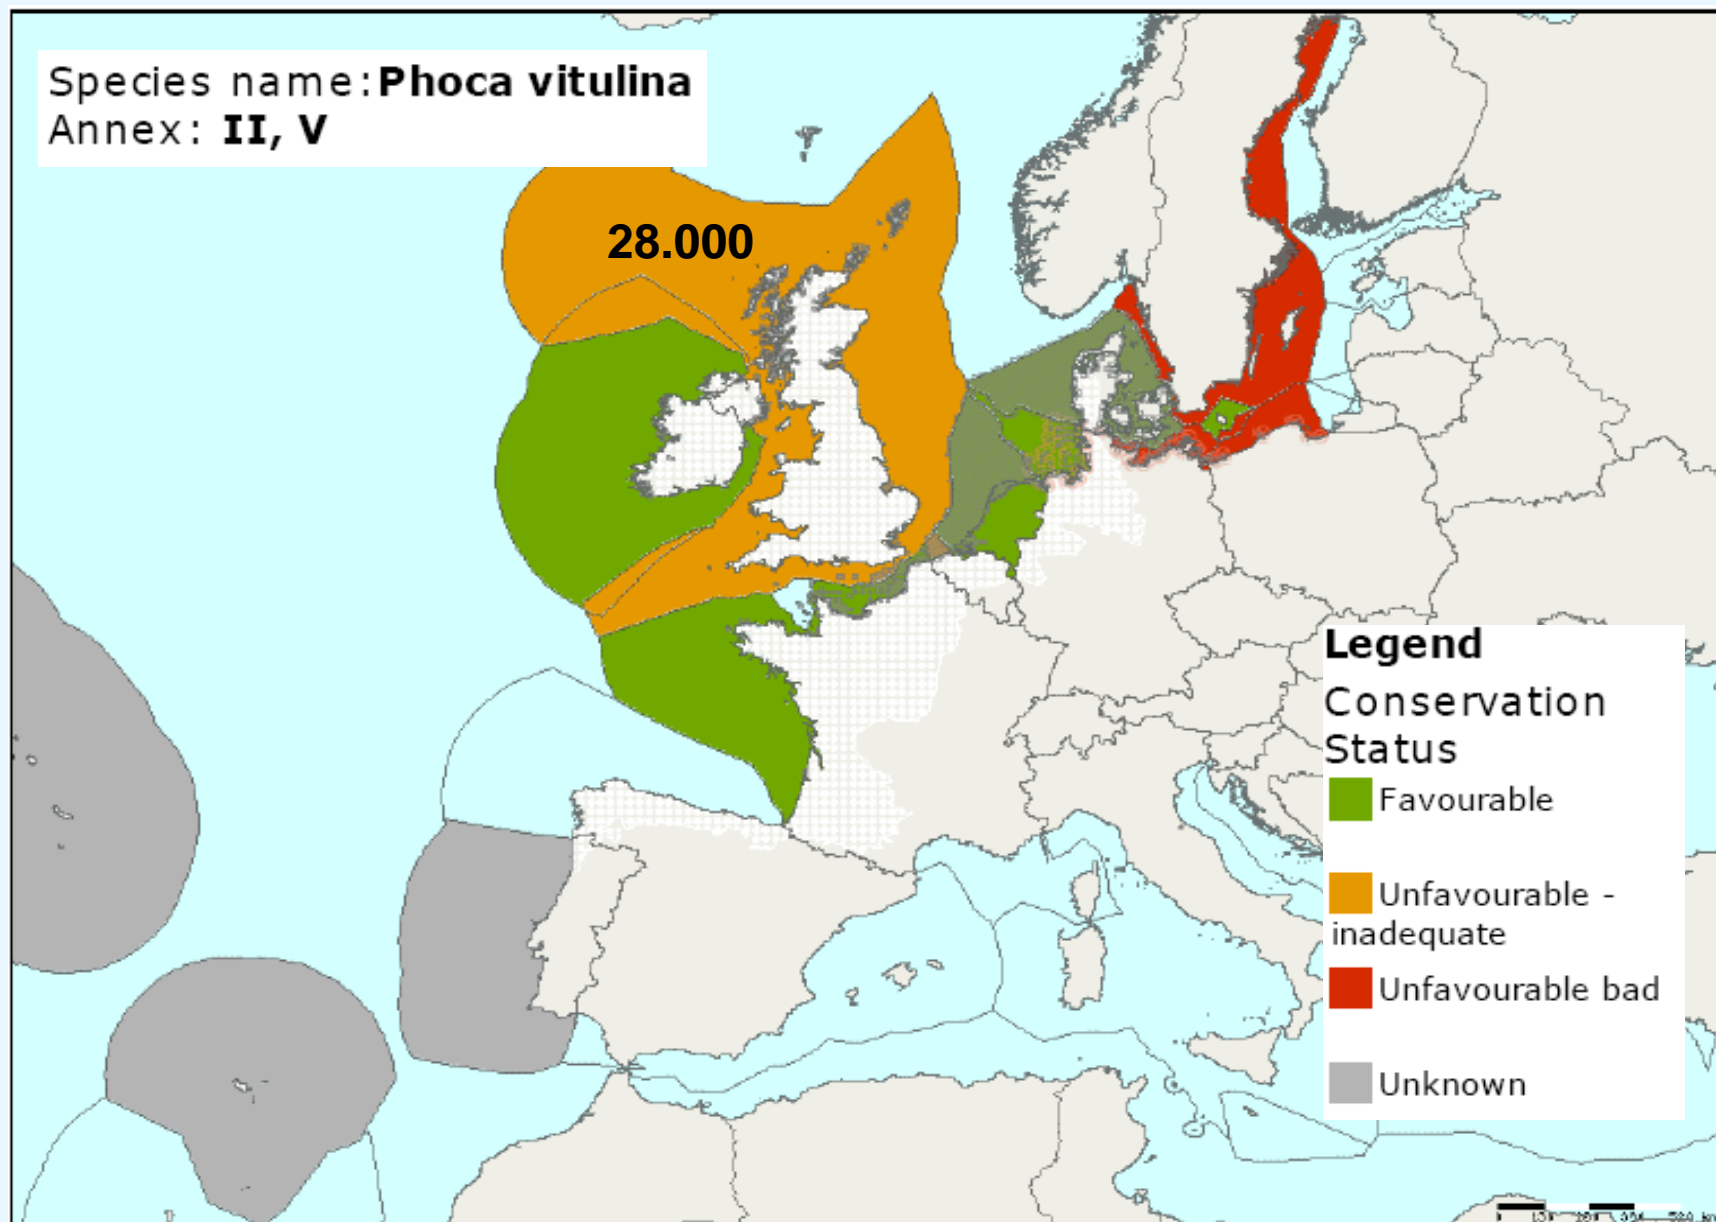 Species name: Phoca vitulina
Annex: II, V
28.000
Legend
Conservation
Status
Favourable
Unfavourable -
inadequate
Unfavourable bad
Unknown